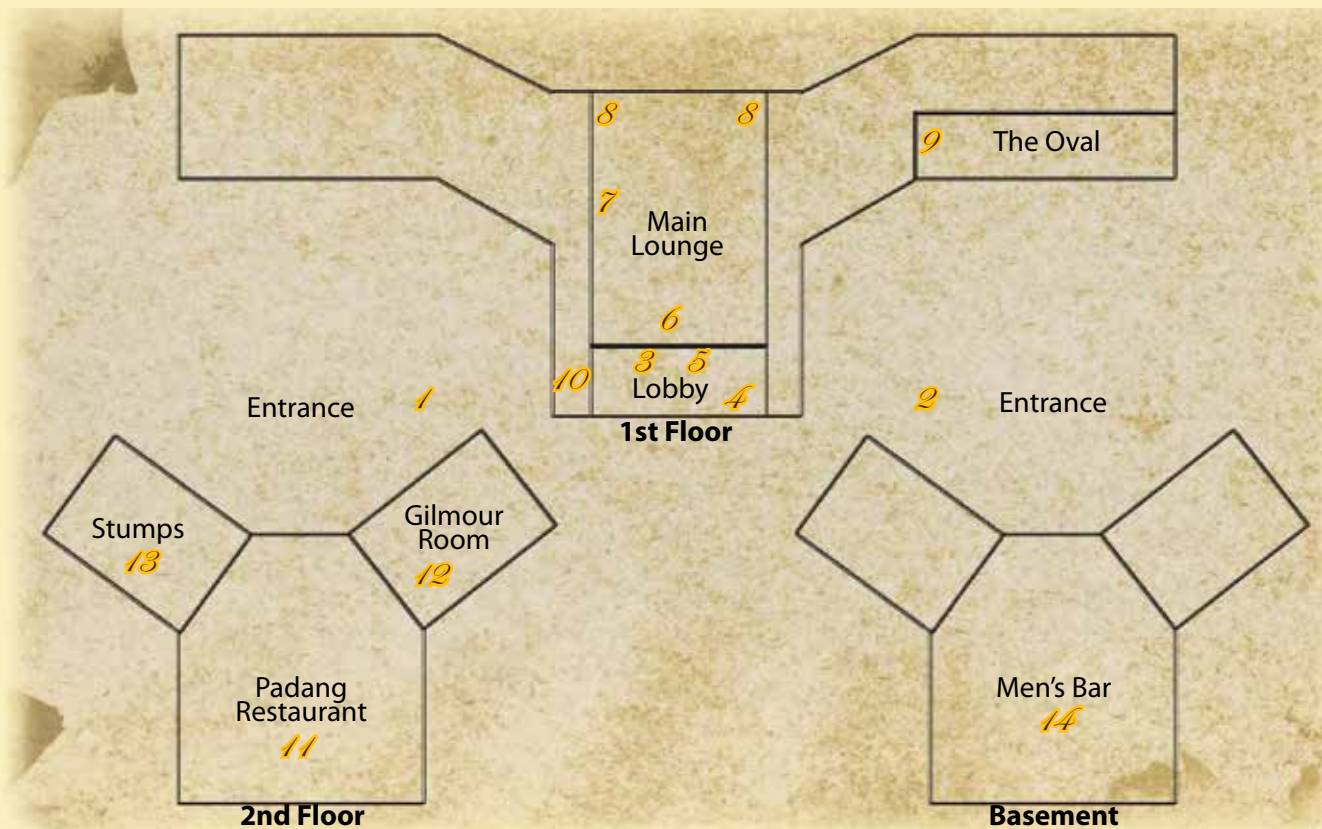 8 8
9 The Oval
7
Main
Lounge
6
3 5
10 Lobby 4
1st Floor
Entrance 1
2 Entrance
Stumps
13
Gilmour
Room
12
Padang
Restaurant
11
2nd Floor
Men's Bar
14
Basement